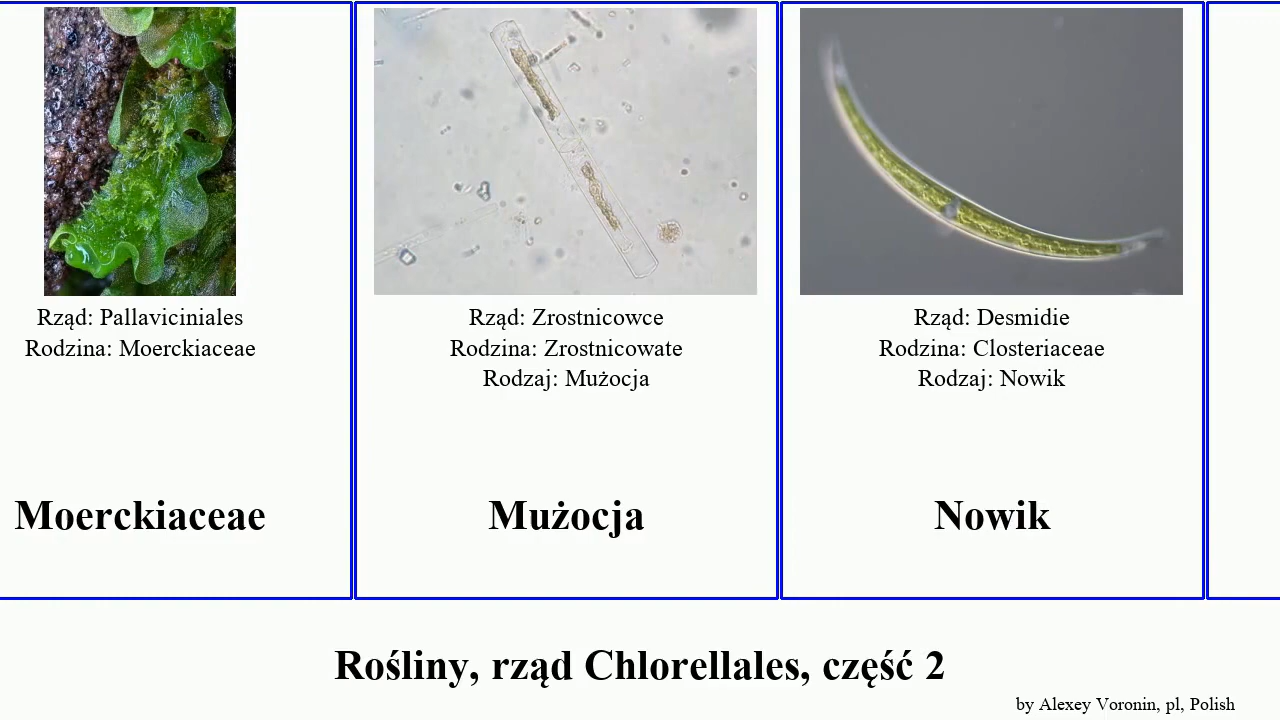 Rząd: Pallaviciniales
Rodzina: Moerckiaceae
Moerckiaceae
Rząd: Zrostnicowce
Rodzina: Zrostnicowate
Rodzaj: Mużocja
Mużocja
Rząd: Desmidie
Rodzina: Closteriaceae
Rodzaj: Nowik
Nowik
Rośliny, rząd Chlorellales, część 2
by Alexey Voronin, pl, Polish